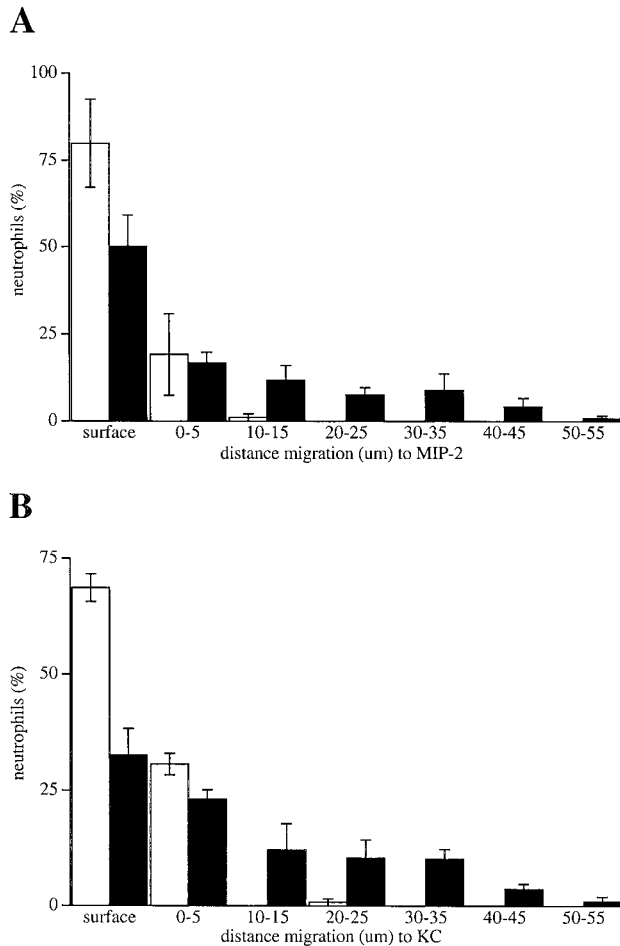 A
100
75
50
25
0
neutrophils (%)
surface 0-5 10-15 20-25 30-35 40-45 50-55
distance migration (um) to MIP-2
B
75
50
25
0
neutrophils (%)
surface 0-5 10-15 20-25 30-35 40-45 50-55
distance migration (um) to KC